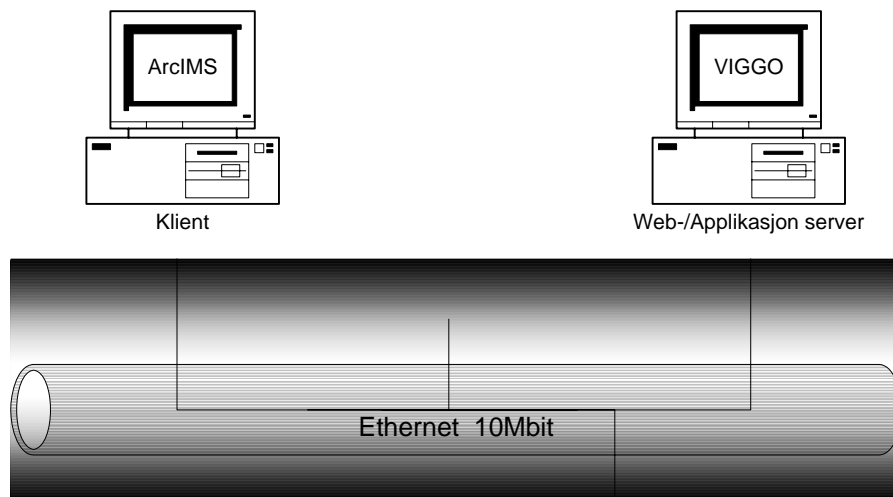 ArcIMS
VIGGO
Klient
Web-/Applikasjon server
Ethernet 10Mbit